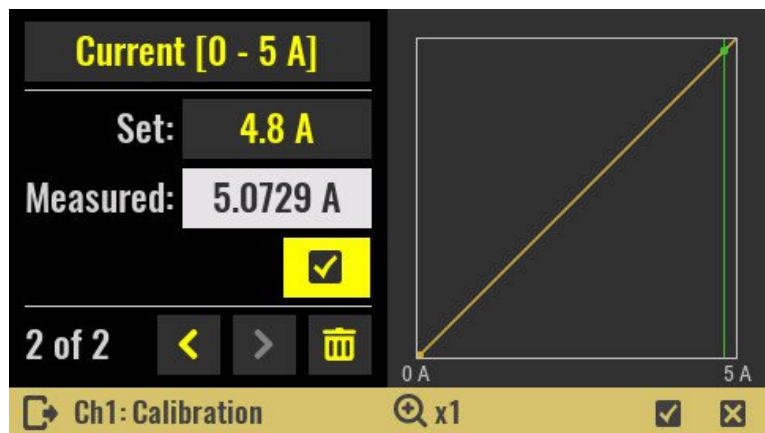 Current [0 - 5 A]
Set: 4.8 A
Measured: 5.0729 A
2 of 2
0 A 5 A
Ch1: Calibration x1